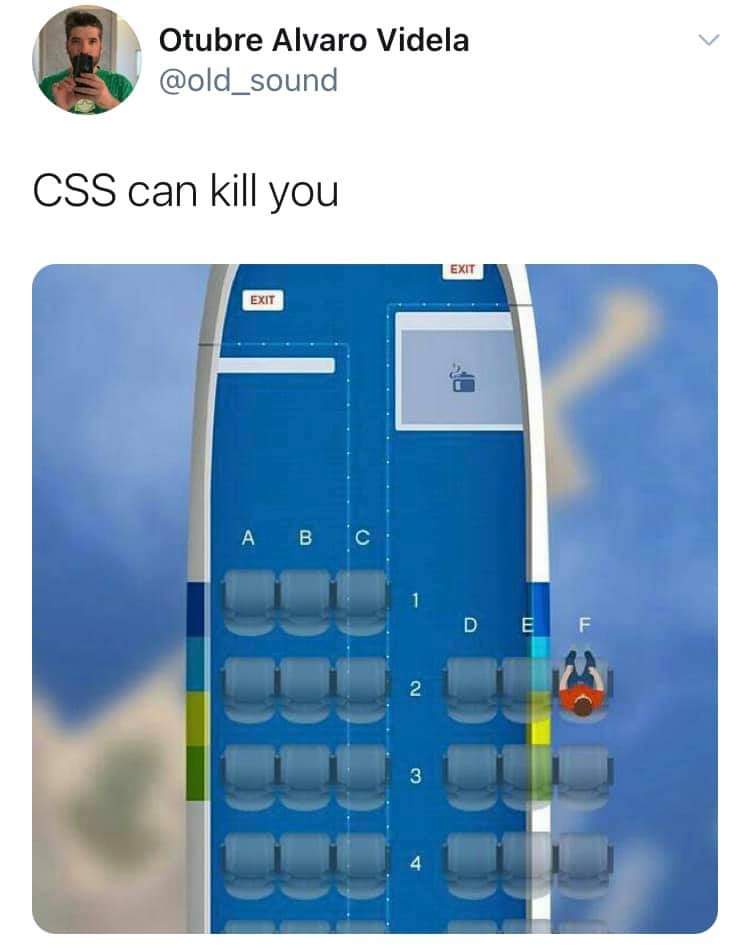 Otubre Alvaro Videla
@old_sound
CSS can kill you
EXIT
EXIT
A B C
1
D E F
2
3
4